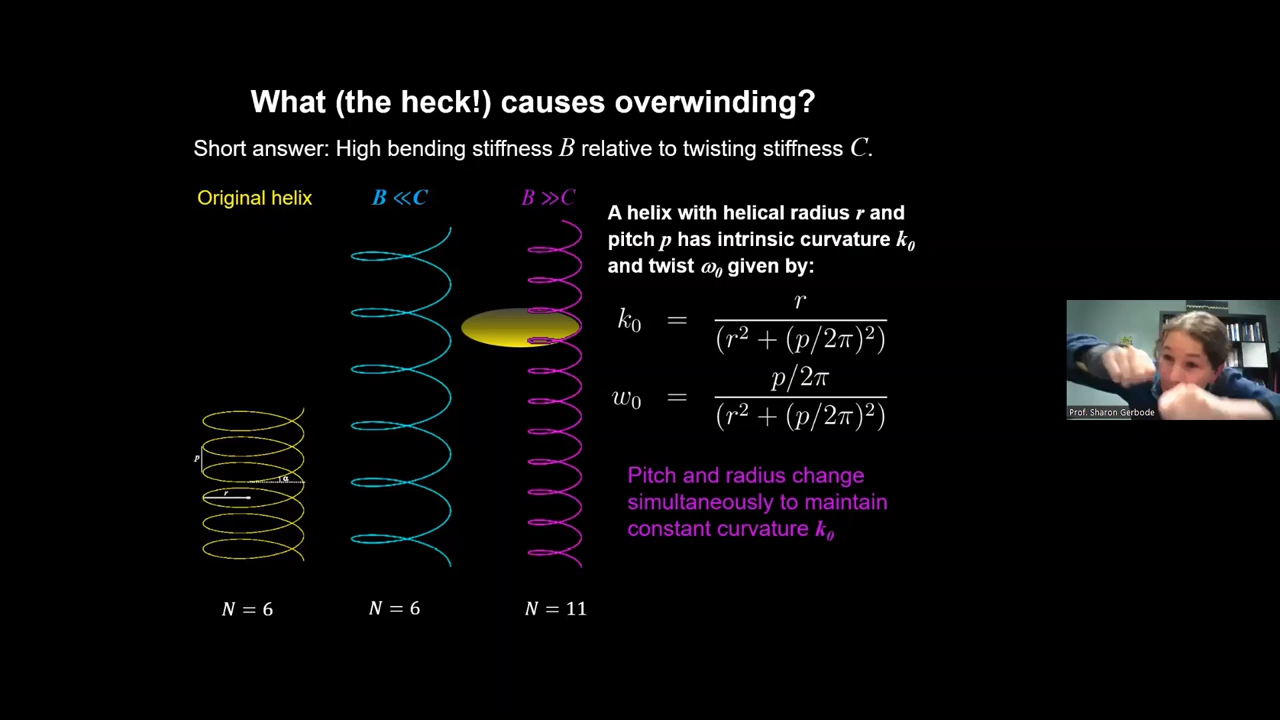 What (the heck!) causes overwinding?
Short answer: High bending stiffness B relative to twisting stiffness C.
Original helix
B ≪ C
B ≫ C
p
r
α
N = 6
N = 6
N = 11
A helix with helical radius r and
pitch p has intrinsic curvature k₀
and twist ω₀ given by:
k₀ = r / (r² + (p/2π)²)
w₀ = p/2π / (r² + (p/2π)²)
Pitch and radius change
simultaneously to maintain
constant curvature k₀
Prof. Sharon Gerbode